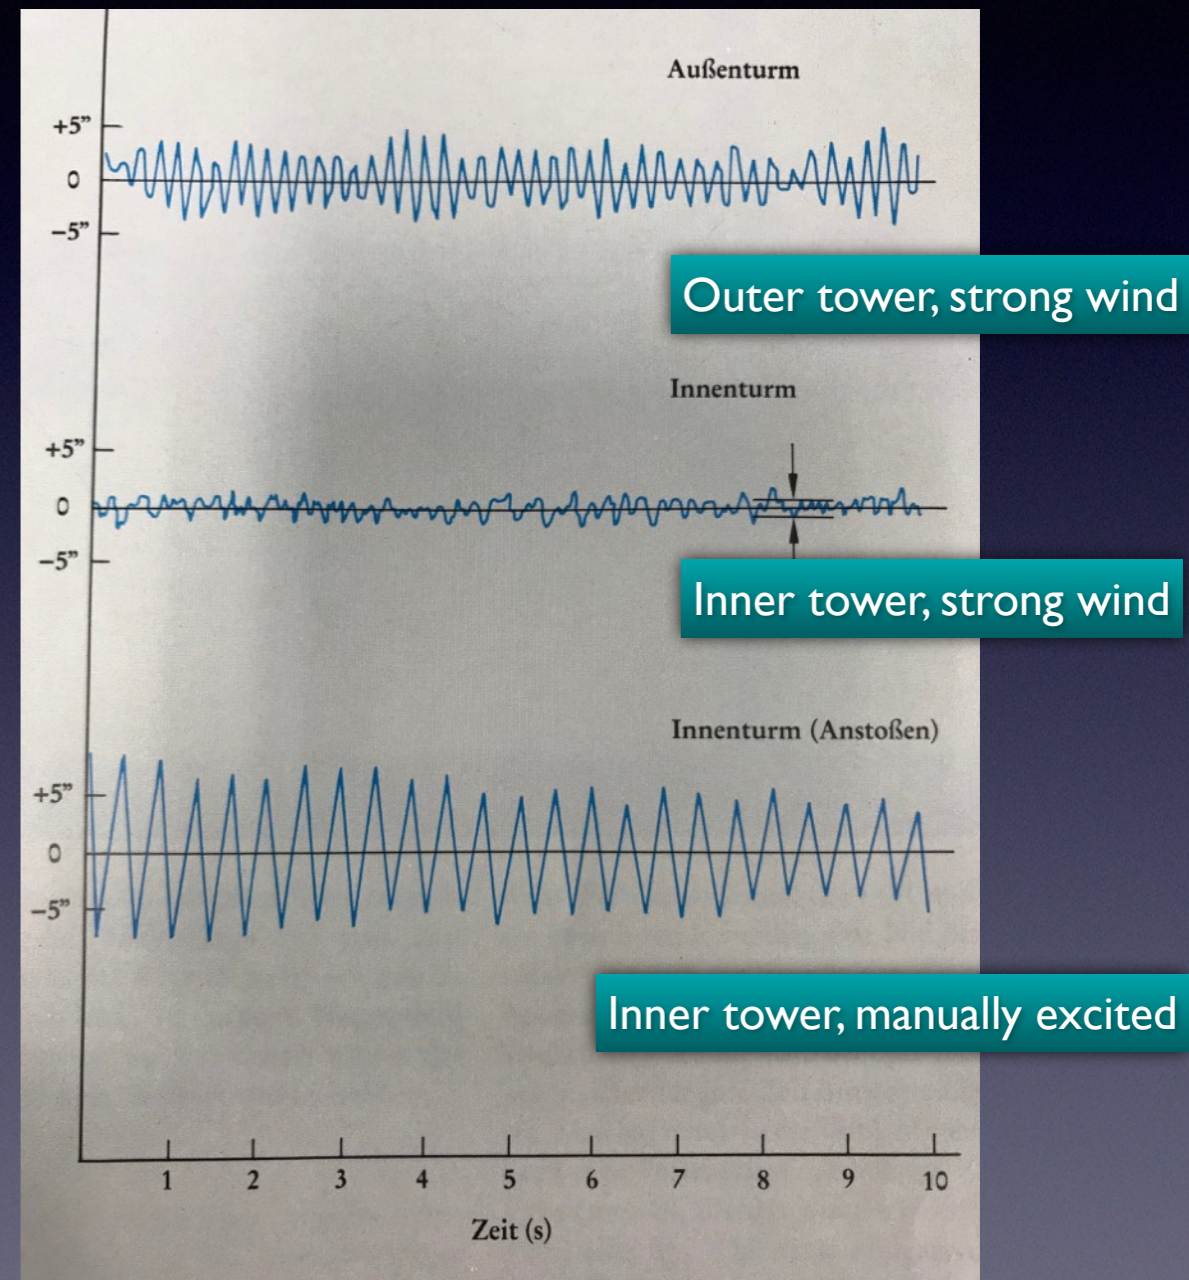 Außenturm
+5”
0
−5”
Outer tower, strong wind
Innenturm
+5”
0
−5”
Inner tower, strong wind
Innenturm (Anstoßen)
+5”
0
−5”
Inner tower, manually excited
1 2 3 4 5 6 7 8 9 10
Zeit (s)